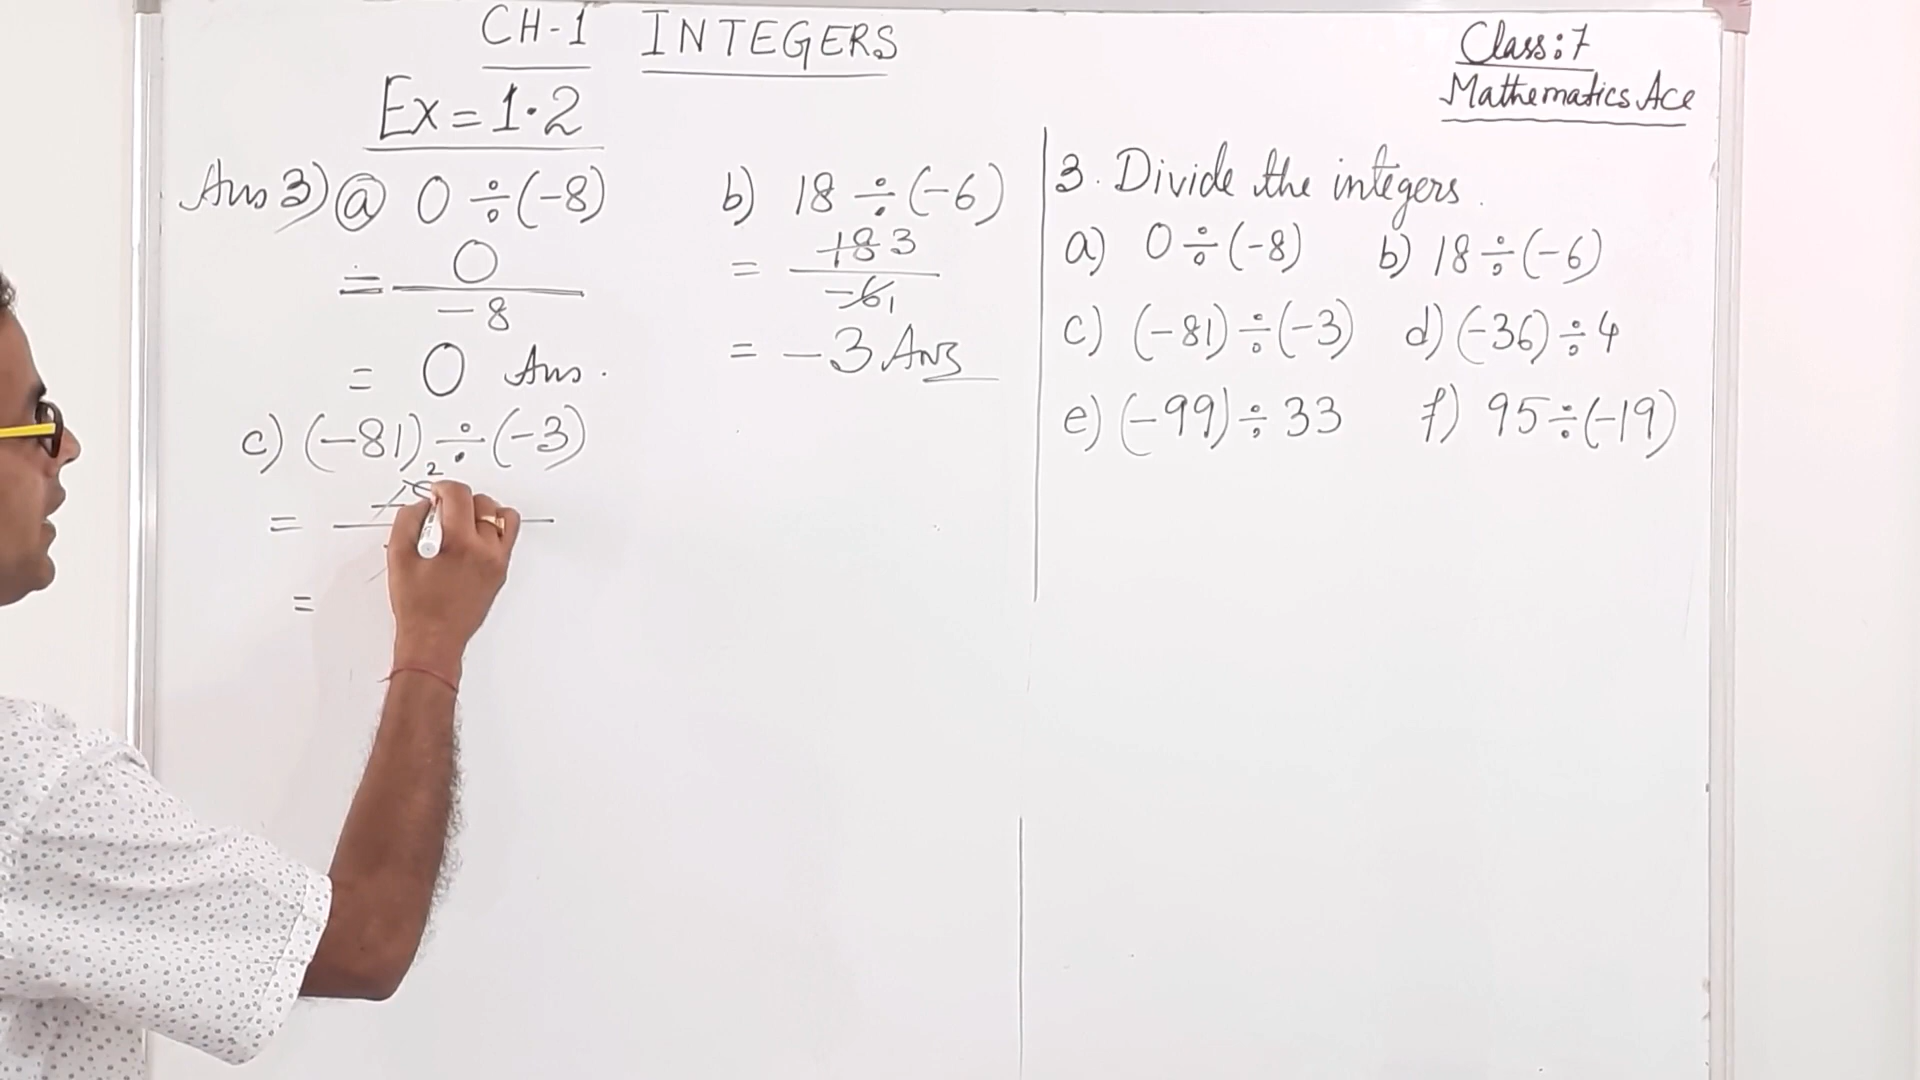 CH-1 INTEGERS
Class:7
Mathematics Ace
Ex = 1.2
Ans 3) a 0 ÷ (-8)
= 0
-8
= 0 Ans.
b) 18 ÷ (-6)
= 18 3
-6 1
= -3 Ans
c) (-81) ÷ (-3)
2
=
=
3. Divide the integers.
a) 0 ÷ (-8) b) 18 ÷ (-6)
c) (-81) ÷ (-3) d) (-36) ÷ 4
e) (-99) ÷ 33 f) 95 ÷ (-19)